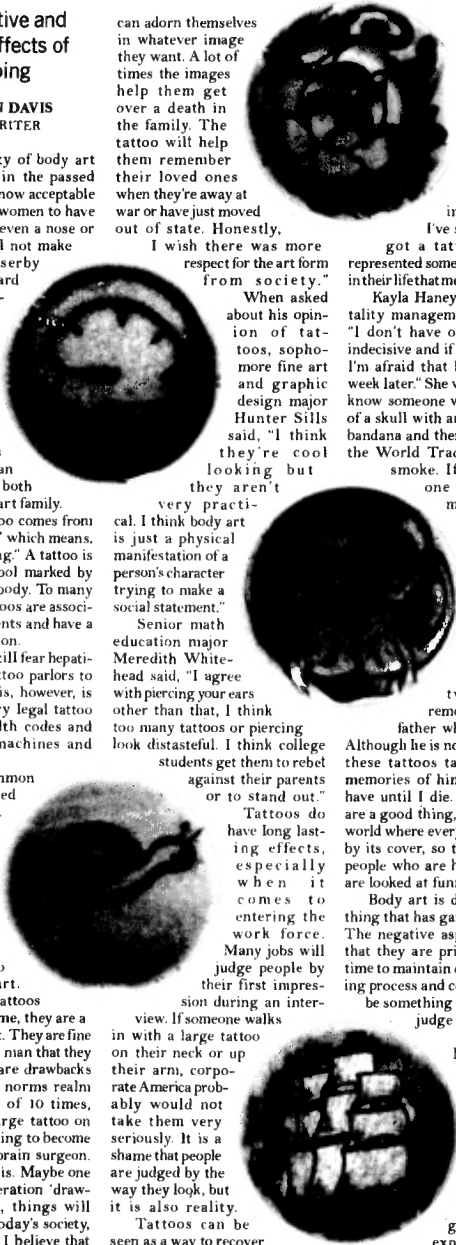 tive and
ffects of
ing
N DAVIS
RITER
ty of body art
in the passed
now acceptable
women to have
even a nose or
l not make
serby
ard
an
both
art family.
oo comes from
" which means,
ng." A tattoo is
ool marked by
body. To many
oos are associ-
ents and have a
on.
till fear hepati-
too parlors to
is, however, is
ry legal tattoo
lth codes and
machines and
mmon
ed
art.
attoos
me, they are a
t. They are fine
man that they
are drawbacks
norms realm
of 10 times,
rge tattoo on
ing to become
brain surgeon.
is. Maybe one
eration 'draw-
, things will
oday's society,
I believe that
can adorn themselves
in whatever image
they want. A lot of
times the images
help them get
over a death in
the family. The
tattoo will help
them remember
their loved ones
when they're away at
war or have just moved
out of state. Honestly,
I wish there was more
respect for the art form
from society."
When asked
about his opin-
ion of tat-
toos, sopho-
more fine art
and graphic
design major
Hunter Sills
said, "I think
they're cool
looking but
they aren't
very practi-
cal. I think body art
is just a physical
manifestation of a
person's character
trying to make a
social statement."
Senior math
education major
Meredith White-
head said, "I agree
with piercing your ears
other than that, I think
too many tattoos or piercing
look distasteful. I think college
students get them to rebel
against their parents
or to stand out."
Tattoos do
have long last-
ing effects,
especially
when it
comes to
entering the
work force.
Many jobs will
judge people by
their first impres-
sion during an inter-
view. If someone walks
in with a large tattoo
on their neck or up
their arm, corpo-
rate America prob-
ably would not
take them very
seriously. It is a
shame that people
are judged by the
way they look, but
it is also reality.
Tattoos can be
seen as a way to recover
in
I've s
got a tat
represented some
in their life that me
Kayla Haney
tality managem
"I don't have o
indecisive and if
I'm afraid that I
week later." She v
know someone v
of a skull with an
bandana and the
the World Trad
smoke. If
one
m
tv
reme
father wh
Although he is no
these tattoos ta
memories of him
have until I die.
are a good thing,
world where ever
by its cover, so t
people who are h
are looked at fun
Body art is d
thing that has ga
The negative asp
that they are pri
time to maintain
ing process and c
be something
judge
g
exp